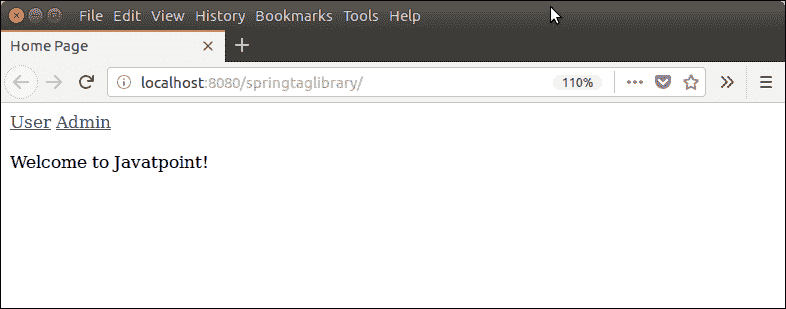 File Edit View History Bookmarks Tools Help
Home Page
localhost:8080/springtaglibrary/ 110%
User Admin
Welcome to Javatpoint!